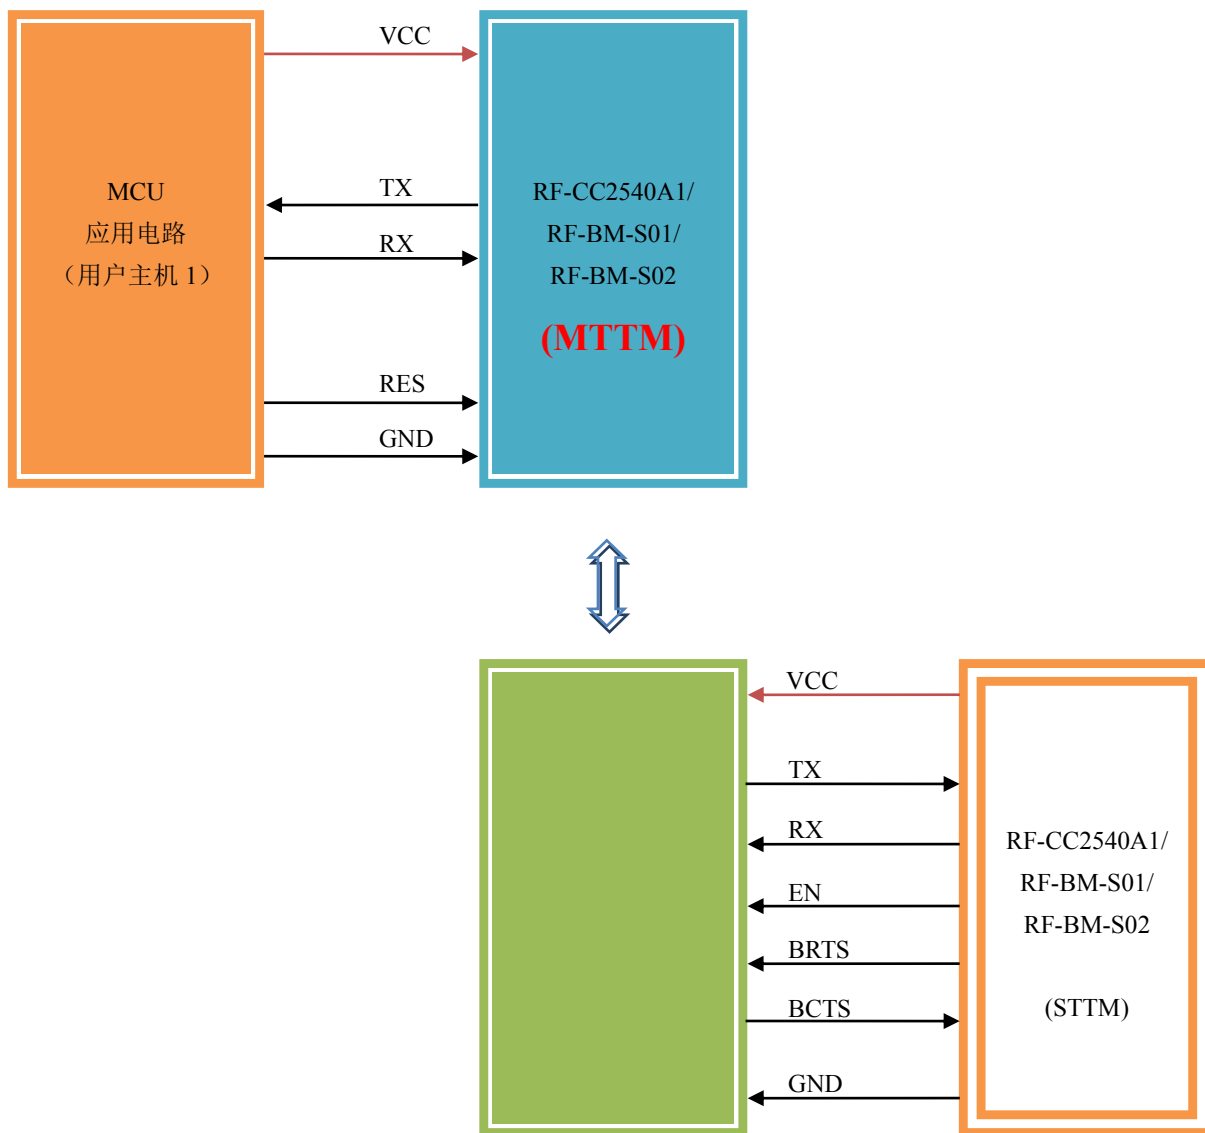 VCC
TX
RX
RES
GND
MCU
应用电路
（用户主机 1）
RF-CC2540A1/
RF-BM-S01/
RF-BM-S02
(MTTM)
VCC
TX
RX
EN
BRTS
BCTS
GND
RF-CC2540A1/
RF-BM-S01/
RF-BM-S02
(STTM)